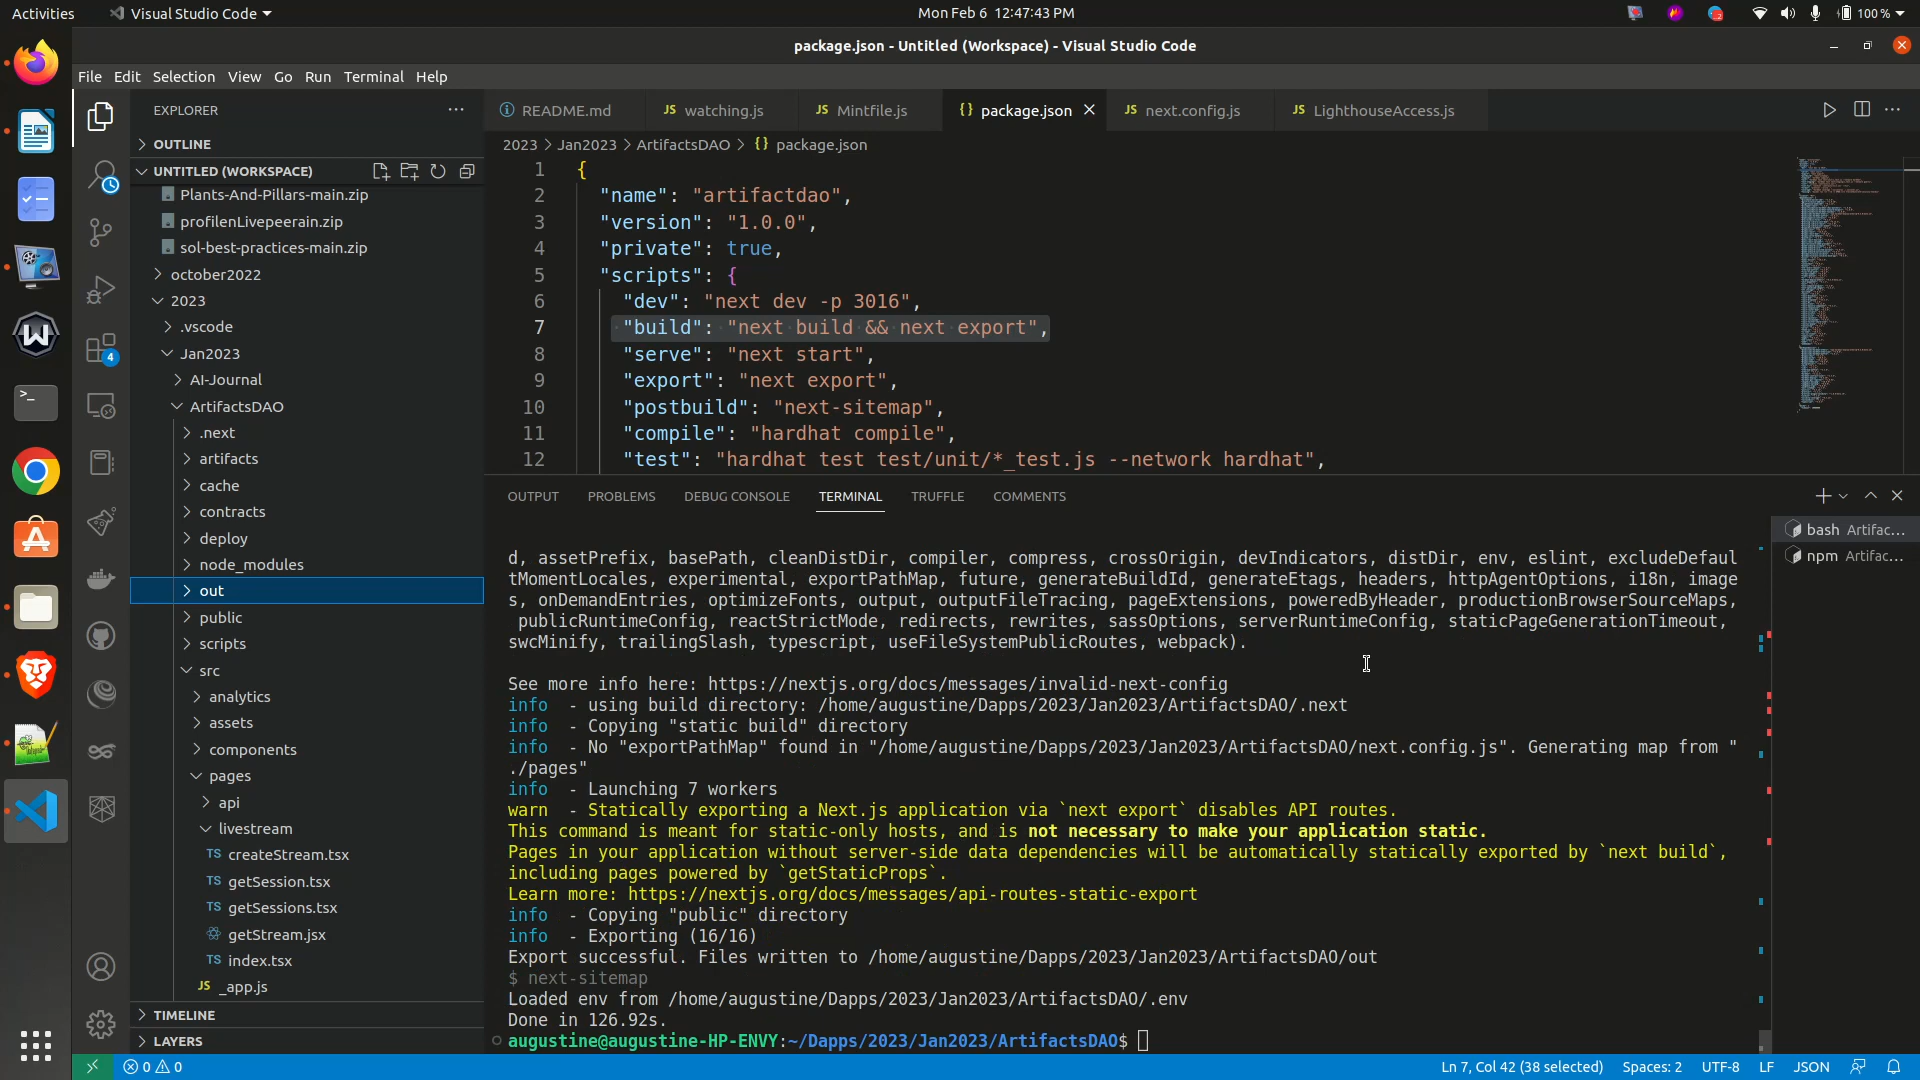 Activities
Visual Studio Code
Mon Feb 6 12:47:43 PM
100 %
package.json - Untitled (Workspace) - Visual Studio Code
File Edit Selection View Go Run Terminal Help
EXPLORER
OUTLINE
UNTITLED (WORKSPACE)
Plants-And-Pillars-main.zip
profilenLivepeerain.zip
sol-best-practices-main.zip
october2022
2023
.vscode
Jan2023
AI-Journal
ArtifactsDAO
.next
artifacts
cache
contracts
deploy
node_modules
out
public
scripts
src
analytics
assets
components
pages
api
livestream
TS createStream.tsx
TS getSession.tsx
TS getSessions.tsx
getStream.jsx
TS index.tsx
JS _app.js
TIMELINE
LAYERS
README.md
JS watching.js
JS Mintfile.js
{} package.json
JS next.config.js
JS LighthouseAccess.js
2023 > Jan2023 > ArtifactsDAO > {} package.json
1 {
2 "name": "artifactdao",
3 "version": "1.0.0",
4 "private": true,
5 "scripts": {
6 "dev": "next dev -p 3016",
7 "build": "next build && next export",
8 "serve": "next start",
9 "export": "next export",
10 "postbuild": "next-sitemap",
11 "compile": "hardhat compile",
12 "test": "hardhat test test/unit/*_test.js --network hardhat",
OUTPUT PROBLEMS DEBUG CONSOLE TERMINAL TRUFFLE COMMENTS
bash Artifac...
npm Artifac...
d, assetPrefix, basePath, cleanDistDir, compiler, compress, crossOrigin, devIndicators, distDir, env, eslint, excludeDefaul
tMomentLocales, experimental, exportPathMap, future, generateBuildId, generateEtags, headers, httpAgentOptions, i18n, image
s, onDemandEntries, optimizeFonts, output, outputFileTracing, pageExtensions, poweredByHeader, productionBrowserSourceMaps,
publicRuntimeConfig, reactStrictMode, redirects, rewrites, sassOptions, serverRuntimeConfig, staticPageGenerationTimeout,
swcMinify, trailingSlash, typescript, useFileSystemPublicRoutes, webpack).
See more info here: https://nextjs.org/docs/messages/invalid-next-config
info - using build directory: /home/augustine/Dapps/2023/Jan2023/ArtifactsDAO/.next
info - Copying "static build" directory
info - No "exportPathMap" found in "/home/augustine/Dapps/2023/Jan2023/ArtifactsDAO/next.config.js". Generating map from "
./pages"
info - Launching 7 workers
warn - Statically exporting a Next.js application via `next export` disables API routes.
This command is meant for static-only hosts, and is not necessary to make your application static.
Pages in your application without server-side data dependencies will be automatically statically exported by `next build`,
including pages powered by `getStaticProps`.
Learn more: https://nextjs.org/docs/messages/api-routes-static-export
info - Copying "public" directory
info - Exporting (16/16)
Export successful. Files written to /home/augustine/Dapps/2023/Jan2023/ArtifactsDAO/out
$ next-sitemap
Loaded env from /home/augustine/Dapps/2023/Jan2023/ArtifactsDAO/.env
Done in 126.92s.
augustine@augustine-HP-ENVY:~/Dapps/2023/Jan2023/ArtifactsDAO$
0 0
Ln 7, Col 42 (38 selected) Spaces: 2 UTF-8 LF JSON